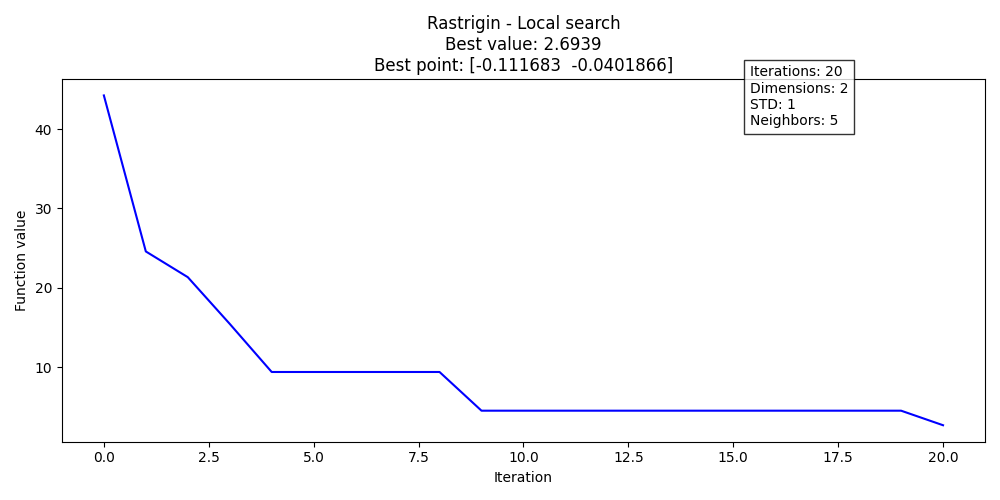 Rastrigin - Local search
Best value: 2.6939
Best point: [-0.111683  -0.0401866]
Iterations: 20
Dimensions: 2
STD: 1
Neighbors: 5
Function value
40
30
20
10
0.0 2.5 5.0 7.5 10.0 12.5 15.0 17.5 20.0
Iteration